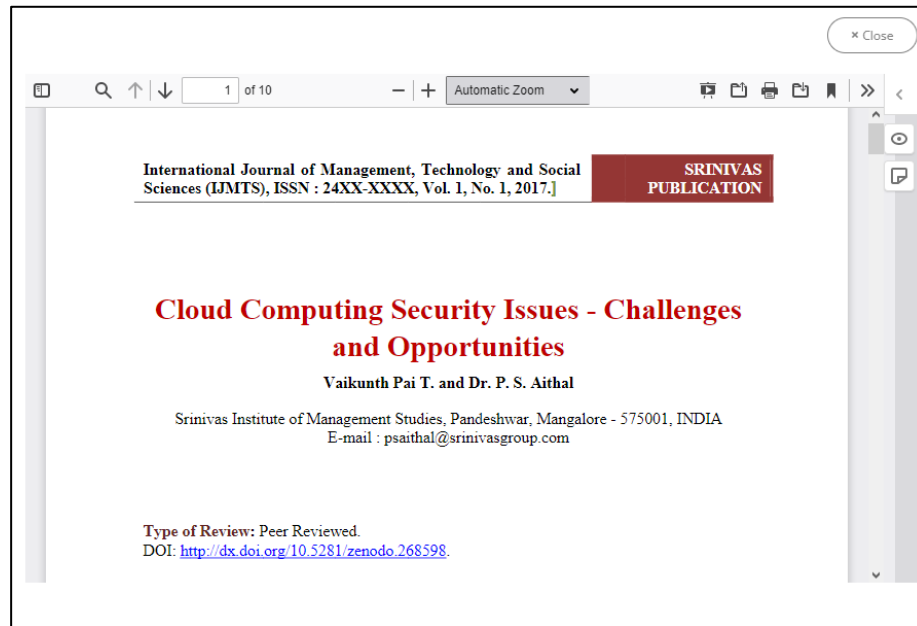 × Close
1 of 10
Automatic Zoom
International Journal of Management, Technology and Social
Sciences (IJMTS), ISSN : 24XX-XXXX, Vol. 1, No. 1, 2017.]
SRINIVAS
PUBLICATION
Cloud Computing Security Issues - Challenges
and Opportunities
Vaikunth Pai T. and Dr. P. S. Aithal
Srinivas Institute of Management Studies, Pandeshwar, Mangalore - 575001, INDIA
E-mail : psaithal@srinivasgroup.com
Type of Review: Peer Reviewed.
DOI: http://dx.doi.org/10.5281/zenodo.268598.